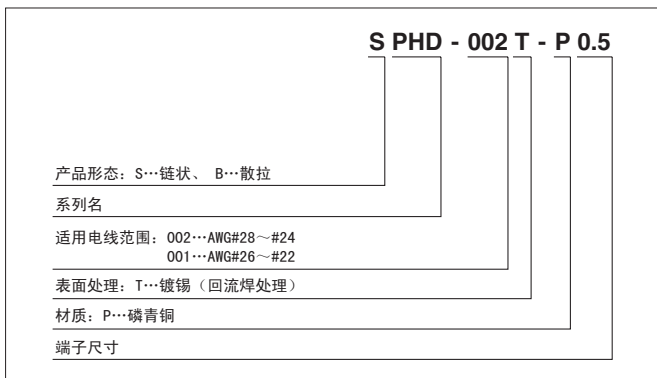 S PHD - 002 T - P 0.5
产品形态：S…链状、 B…散拉
系列名
适用电线范围：002…AWG#28～#24
001…AWG#26～#22
表面处理：T…镀锡（回流焊处理）
材质：P…磷青铜
端子尺寸